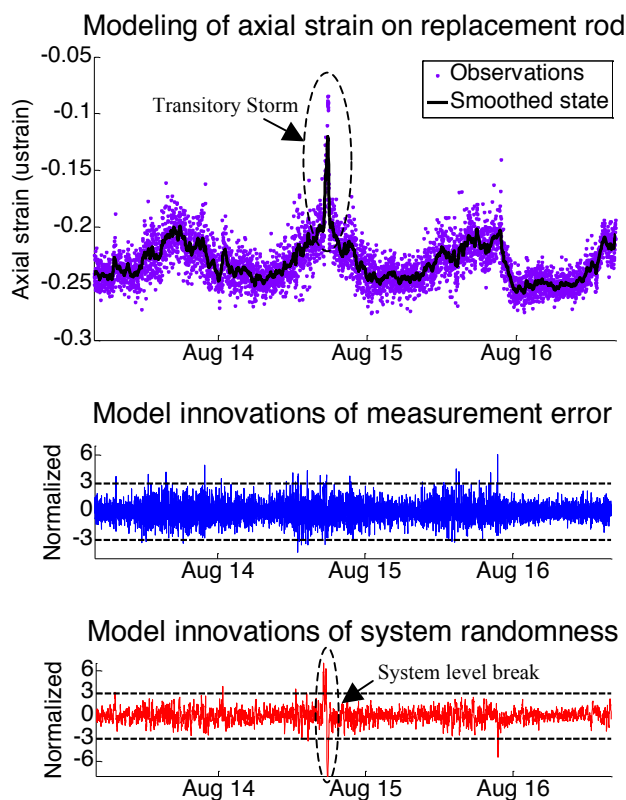 Modeling of axial strain on replacement rod
-0.05
-0.1
-0.15
-0.2
-0.25
-0.3
Axial strain (ustrain)
Observations
Smoothed state
Transitory Storm
Aug 14
Aug 15
Aug 16
Model innovations of measurement error
6
3
0
-3
Normalized
Aug 14
Aug 15
Aug 16
Model innovations of system randomness
6
3
0
-3
-6
Normalized
System level break
Aug 14
Aug 15
Aug 16